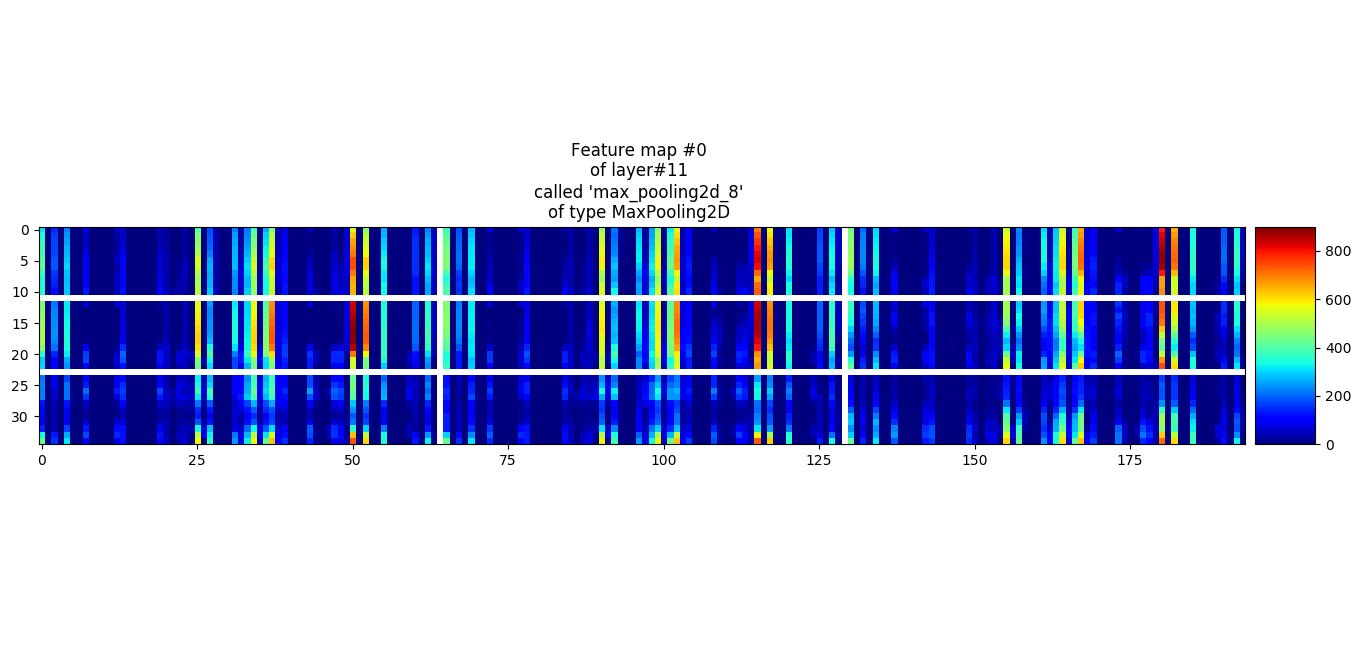 Feature map #0
of layer#11
called 'max_pooling2d_8'
of type MaxPooling2D
0
5
10
15
20
25
30
0 25 50 75 100 125 150 175
800
600
400
200
0